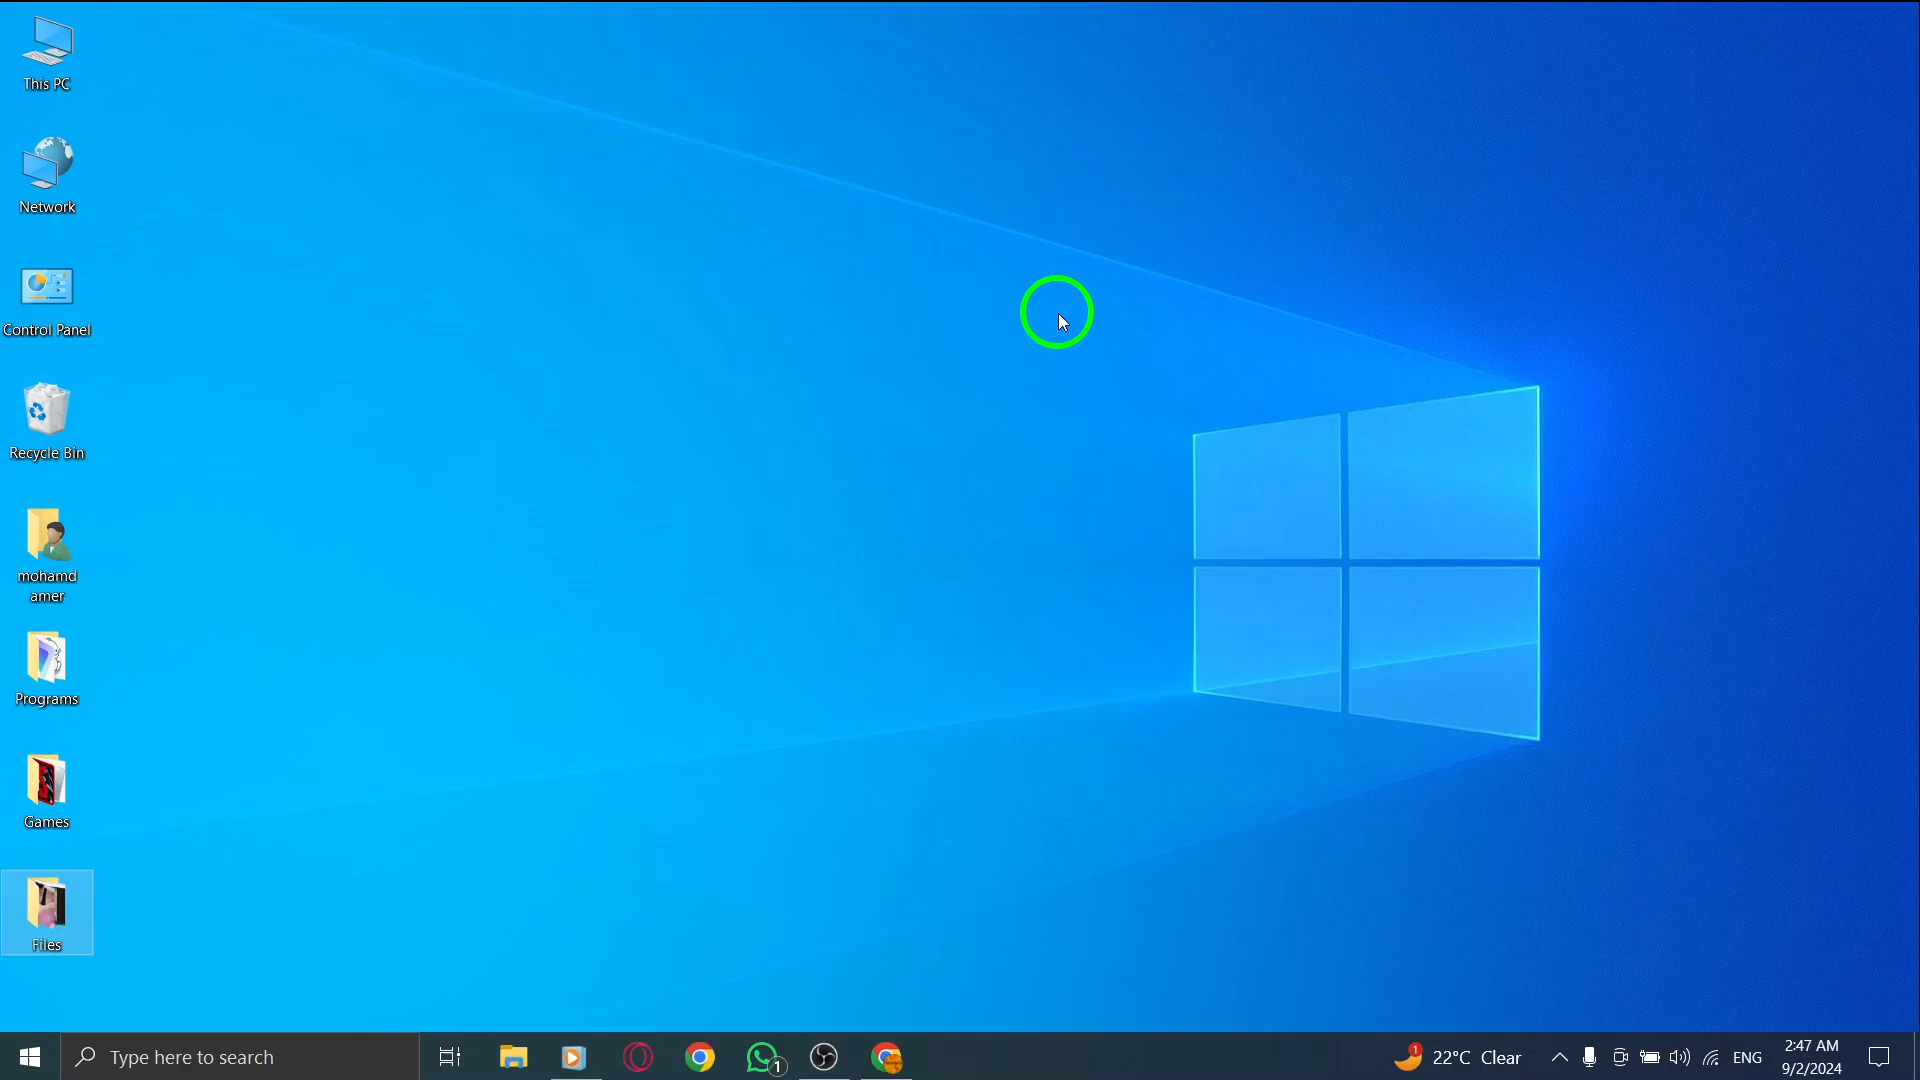 This PC
Network
Control Panel
Recycle Bin
mohamd
amer
Programs
Games
Files
Type here to search
1
1
22°C Clear
ENG
2:47 AM
9/2/2024